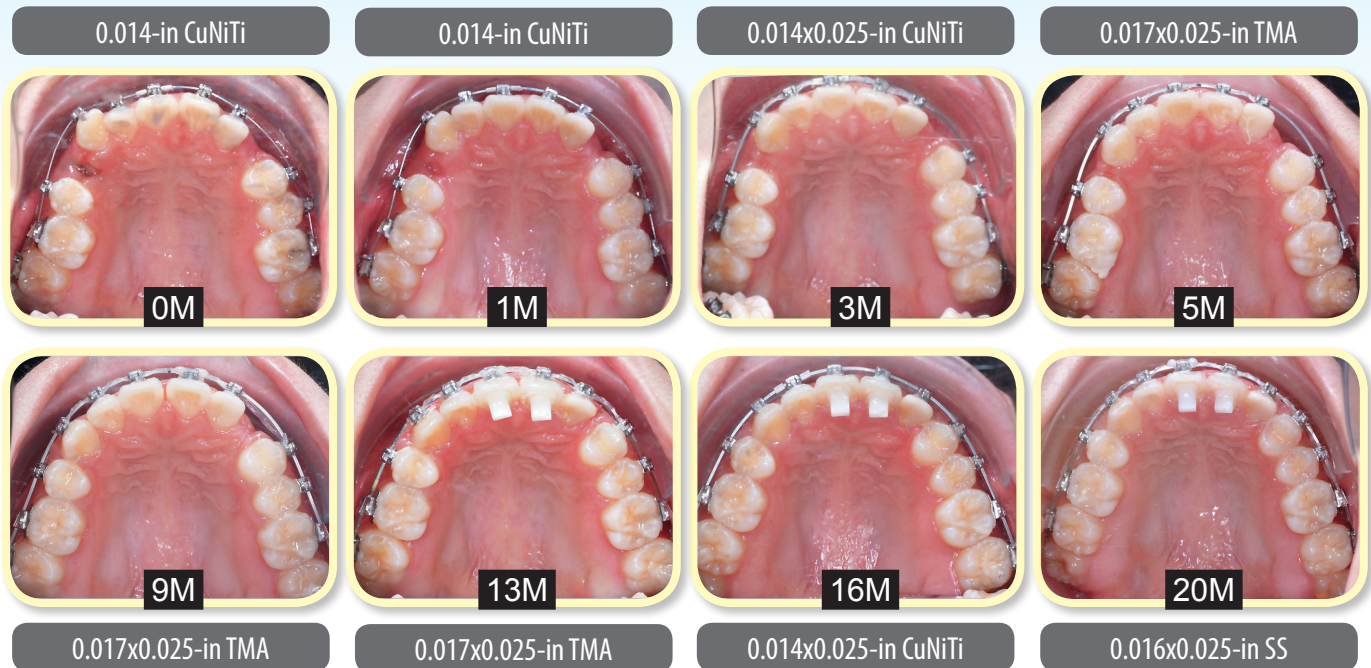 0.014-in CuNiTi
0.014-in CuNiTi
0.014x0.025-in CuNiTi
0.017x0.025-in TMA
0M
1M
3M
5M
9M
13M
16M
20M
0.017x0.025-in TMA
0.017x0.025-in TMA
0.014x0.025-in CuNiTi
0.016x0.025-in SS